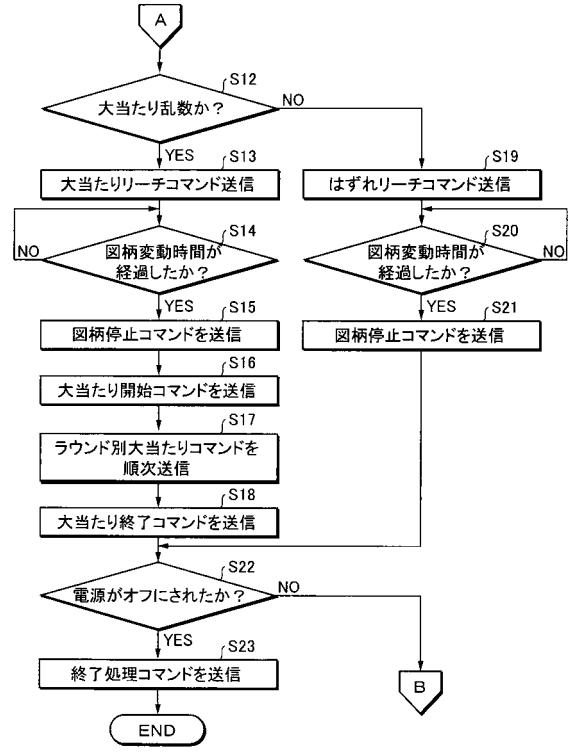 A
S12
大当たり乱数か？
NO
YES
S13
大当たりリーチコマンド送信
S19
はずれリーチコマンド送信
S14
図柄変動時間が
経過したか？
NO
YES
S20
図柄変動時間が
経過したか？
NO
YES
S15
図柄停止コマンドを送信
S21
図柄停止コマンドを送信
S16
大当たり開始コマンドを送信
S17
ラウンド別大当たりコマンドを
順次送信
S18
大当たり終了コマンドを送信
S22
電源がオフにされたか？
NO
YES
S23
終了処理コマンドを送信
B
END